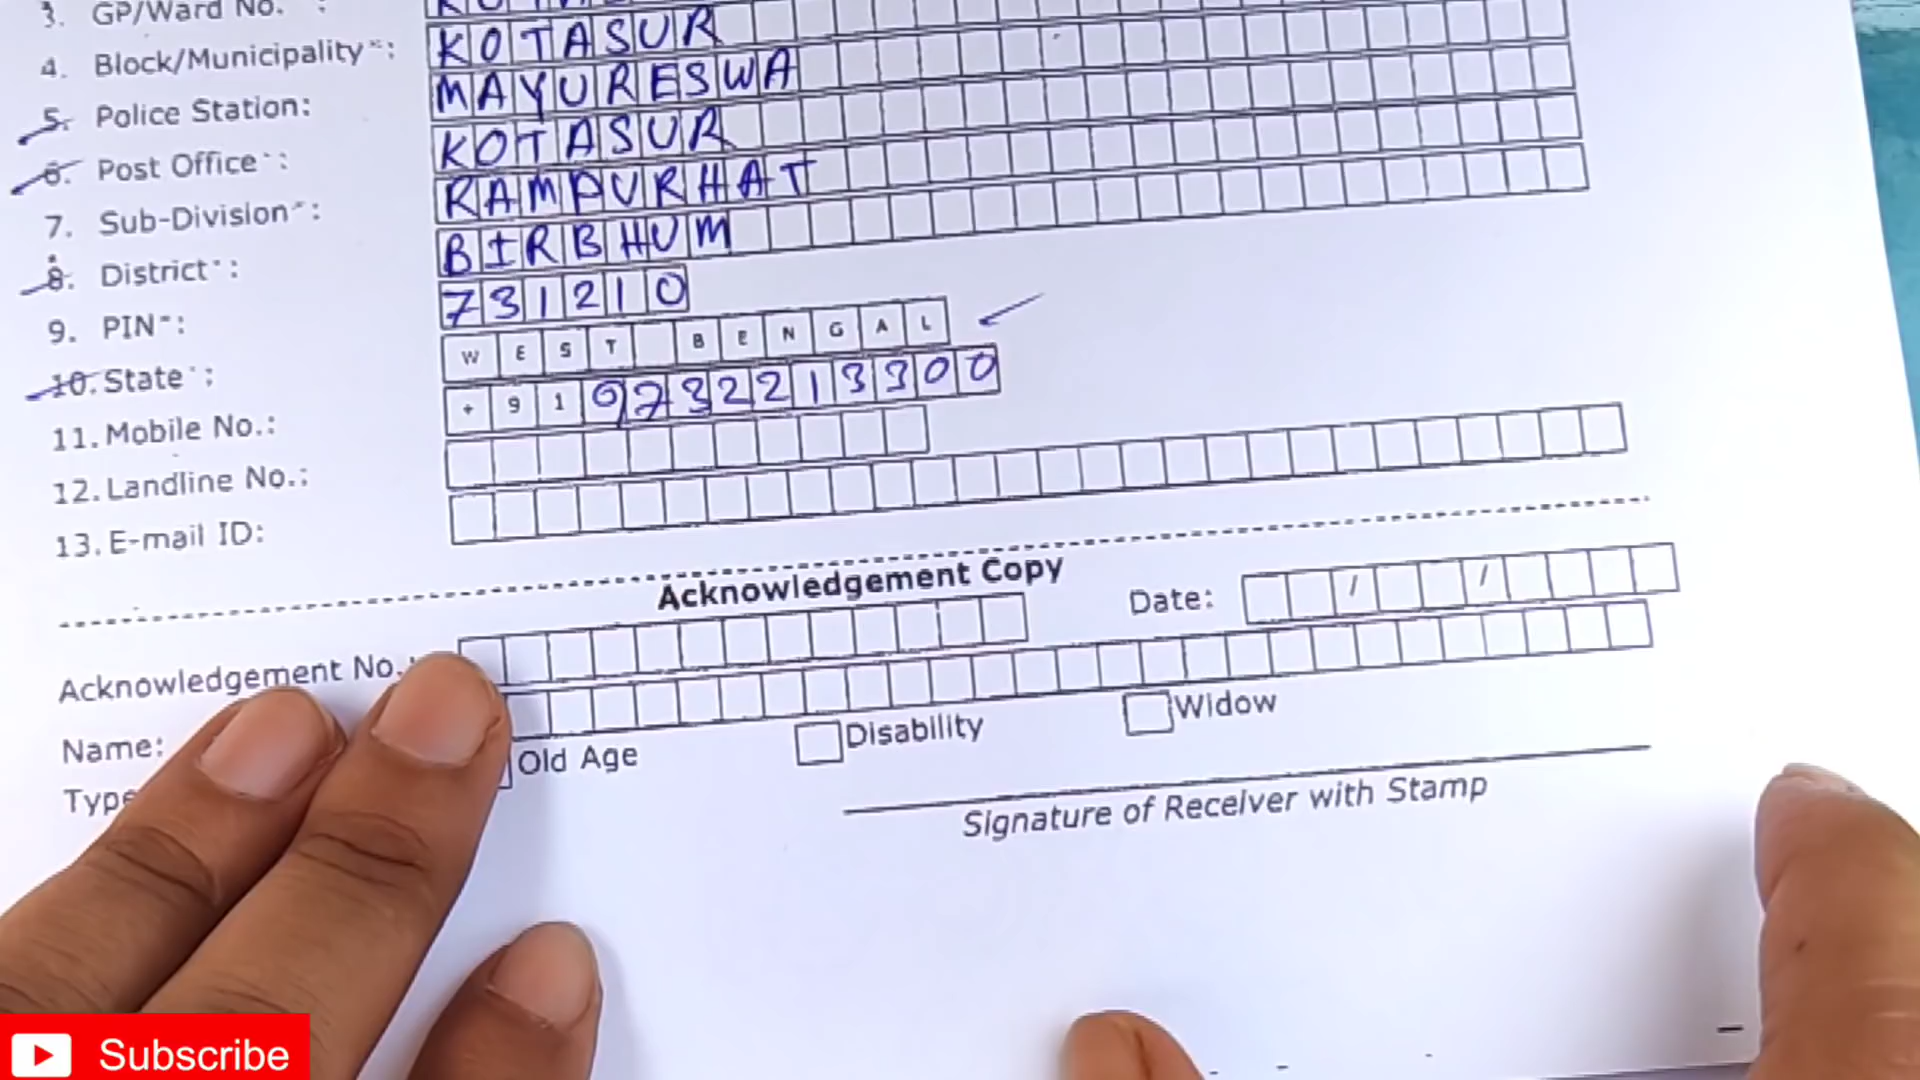 3. GP/Ward No. :
4. Block/Municipality*: KOTASUR
5. Police Station: MAYURESWA
6. Post Office*: KOTASUR
7. Sub-Division*: RAMPURHAT
8. District*: BIRBHUM
9. PIN*: 731210
10. State*: WEST BENGAL
11. Mobile No.: +919732213300
12. Landline No.:
13. E-mail ID:
Acknowledgement Copy
Acknowledgement No.: Date: / /
Name:
Type Old Age Disability Widow
Signature of Receiver with Stamp
Subscribe